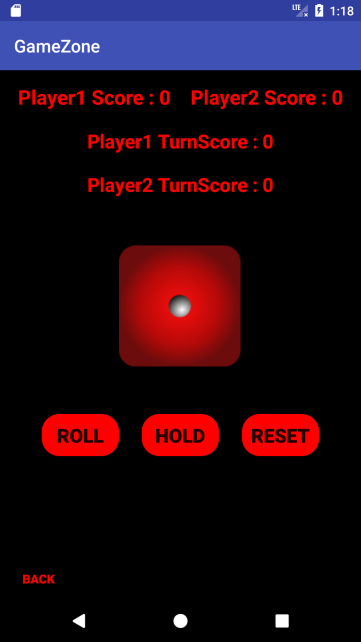 LTE 1:18
GameZone
Player1 Score : 0 Player2 Score : 0
Player1 TurnScore : 0
Player2 TurnScore : 0
ROLL HOLD RESET
BACK